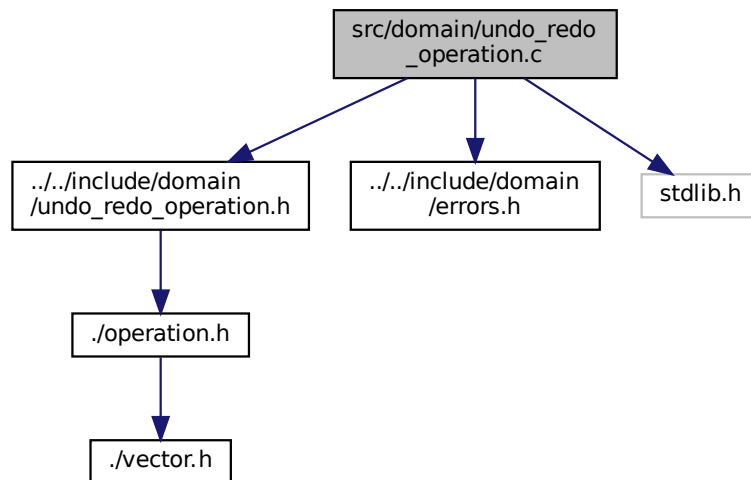 src/domain/undo_redo
_operation.c
../../include/domain
/undo_redo_operation.h
../../include/domain
/errors.h
stdlib.h
./operation.h
./vector.h